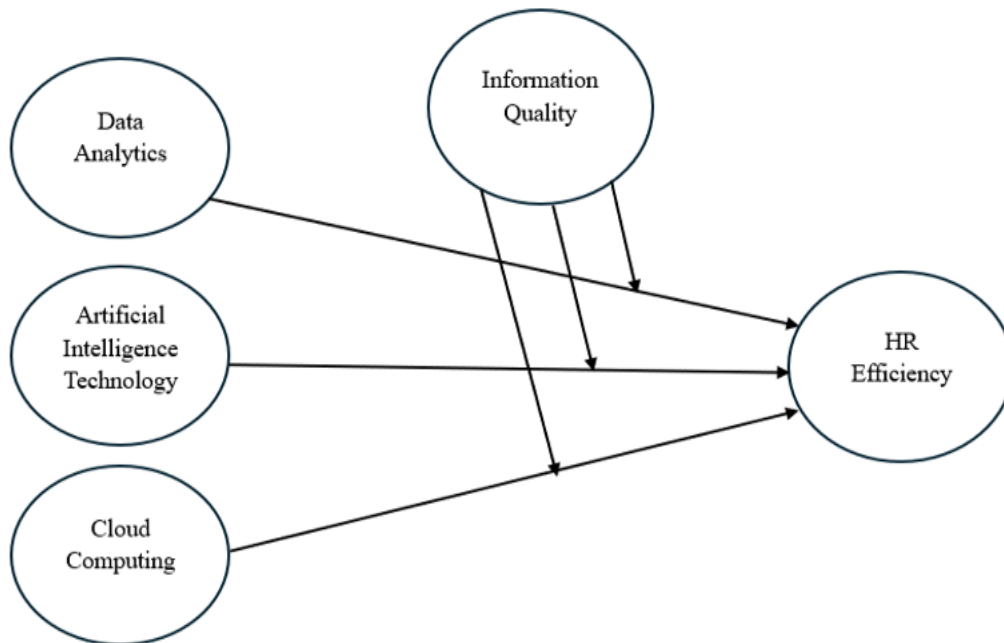 Data
Analytics
Information
Quality
Artificial
Intelligence
Technology
HR
Efficiency
Cloud
Computing